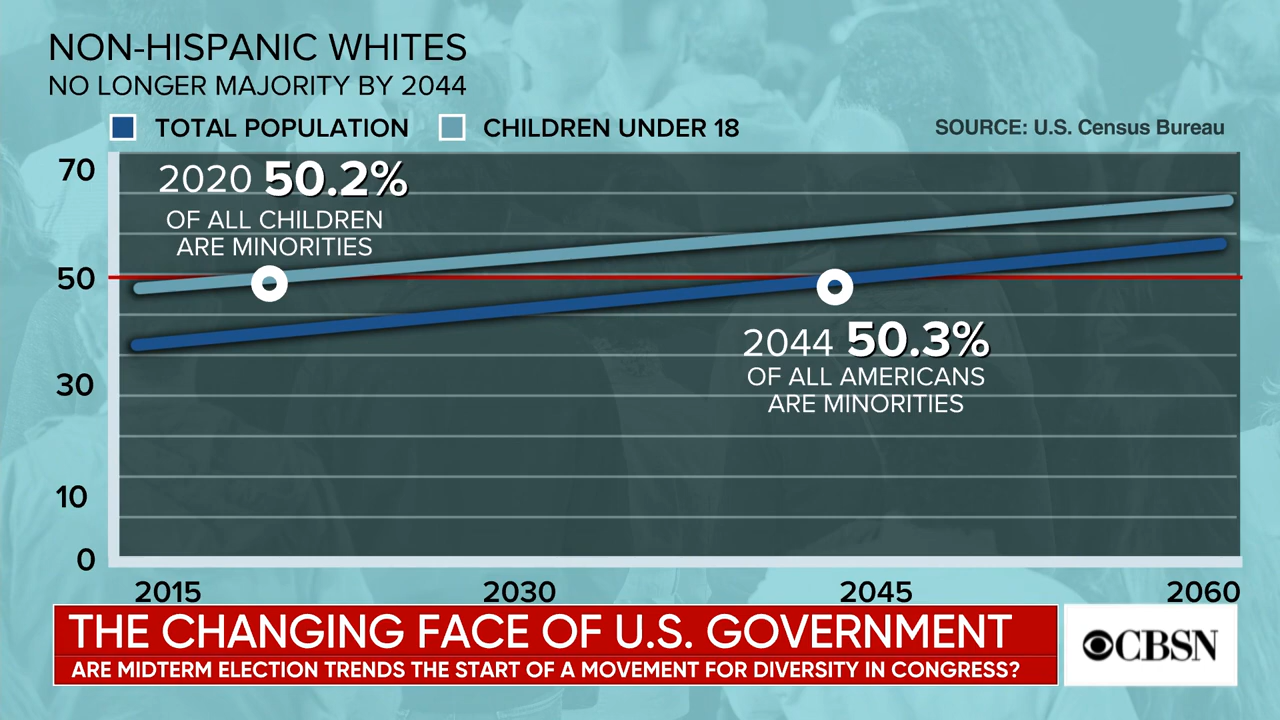 NON-HISPANIC WHITES
NO LONGER MAJORITY BY 2044
TOTAL POPULATION
CHILDREN UNDER 18
SOURCE: U.S. Census Bureau
70
50
30
10
0
2020 50.2%
OF ALL CHILDREN
ARE MINORITIES
2044 50.3%
OF ALL AMERICANS
ARE MINORITIES
2015 2030 2045 2060
THE CHANGING FACE OF U.S. GOVERNMENT
ARE MIDTERM ELECTION TRENDS THE START OF A MOVEMENT FOR DIVERSITY IN CONGRESS?
CBSN